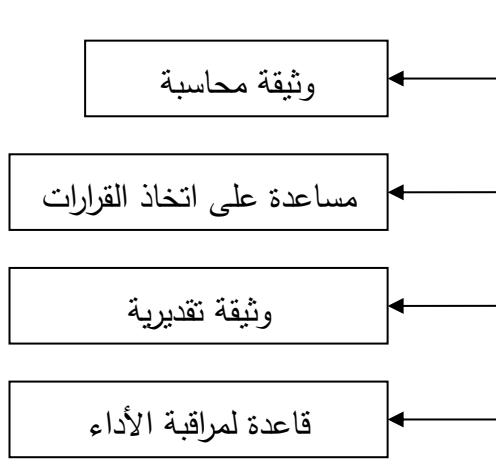 وثيقة محاسبة
مساعدة على اتخاذ القرارات
وثيقة تقديرية
قاعدة لمراقبة الأداء